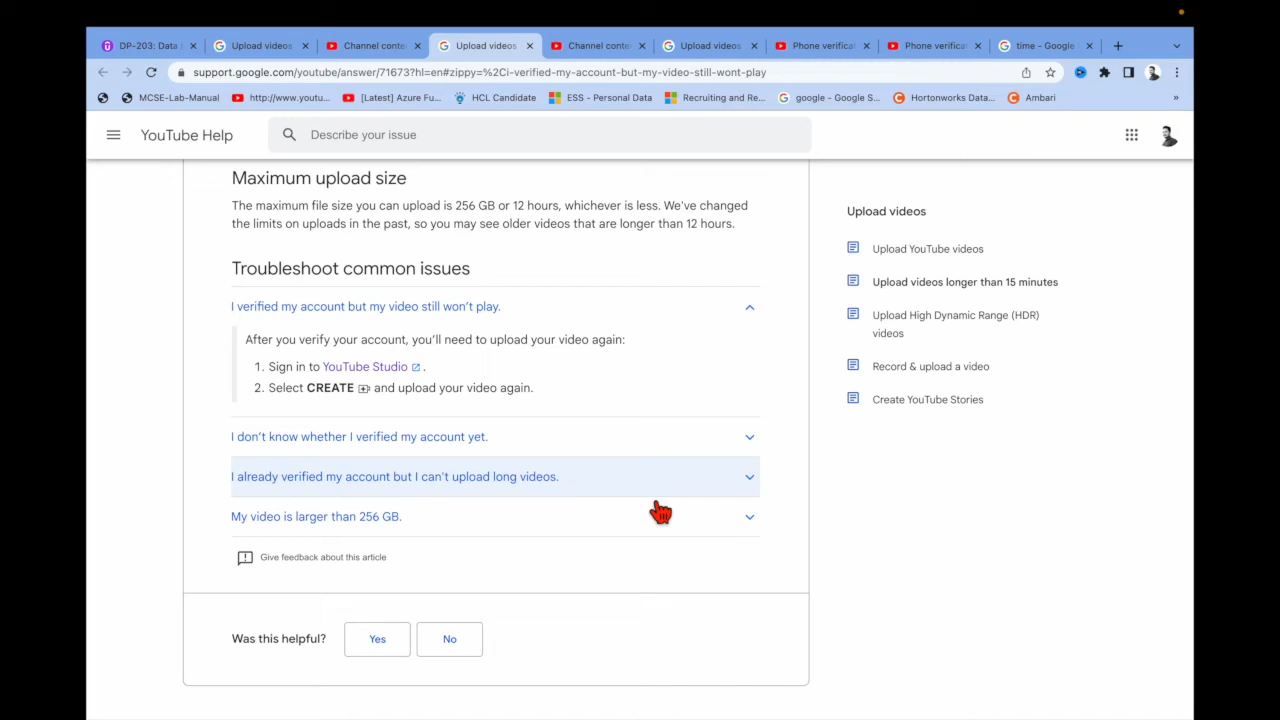 DP-203: Data
Upload videos
Channel conte
Upload videos
Channel conte
Upload videos
Phone verifica
Phone verifica
time - Google
support.google.com/youtube/answer/71673?hl=en#zippy=%2Ci-verified-my-account-but-my-video-still-wont-play
MCSE-Lab-Manual
http://www.youtu...
[Latest] Azure Fu...
HCL Candidate
ESS - Personal Data
Recruiting and Re...
google - Google S...
Hortonworks Data...
Ambari
»
YouTube Help
Describe your issue
Maximum upload size
The maximum file size you can upload is 256 GB or 12 hours, whichever is less. We've changed
the limits on uploads in the past, so you may see older videos that are longer than 12 hours.
Troubleshoot common issues
I verified my account but my video still won't play.
After you verify your account, you'll need to upload your video again:
1. Sign in to YouTube Studio .
2. Select CREATE and upload your video again.
I don't know whether I verified my account yet.
I already verified my account but I can't upload long videos.
My video is larger than 256 GB.
Give feedback about this article
Was this helpful?
Yes
No
Upload videos
Upload YouTube videos
Upload videos longer than 15 minutes
Upload High Dynamic Range (HDR)
videos
Record & upload a video
Create YouTube Stories